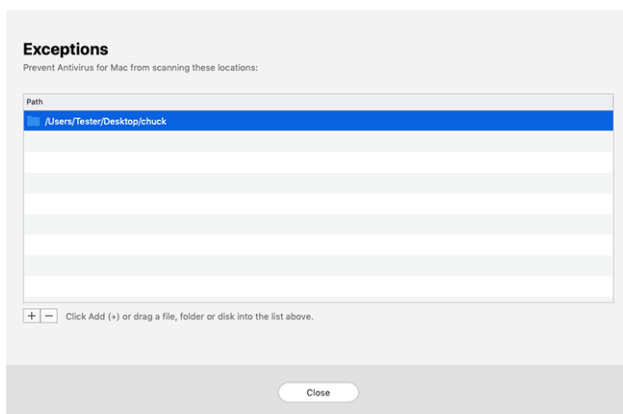 Exceptions
Prevent Antivirus for Mac from scanning these locations:
Path
/Users/Tester/Desktop/chuck
+ − Click Add (+) or drag a file, folder or disk into the list above.
Close